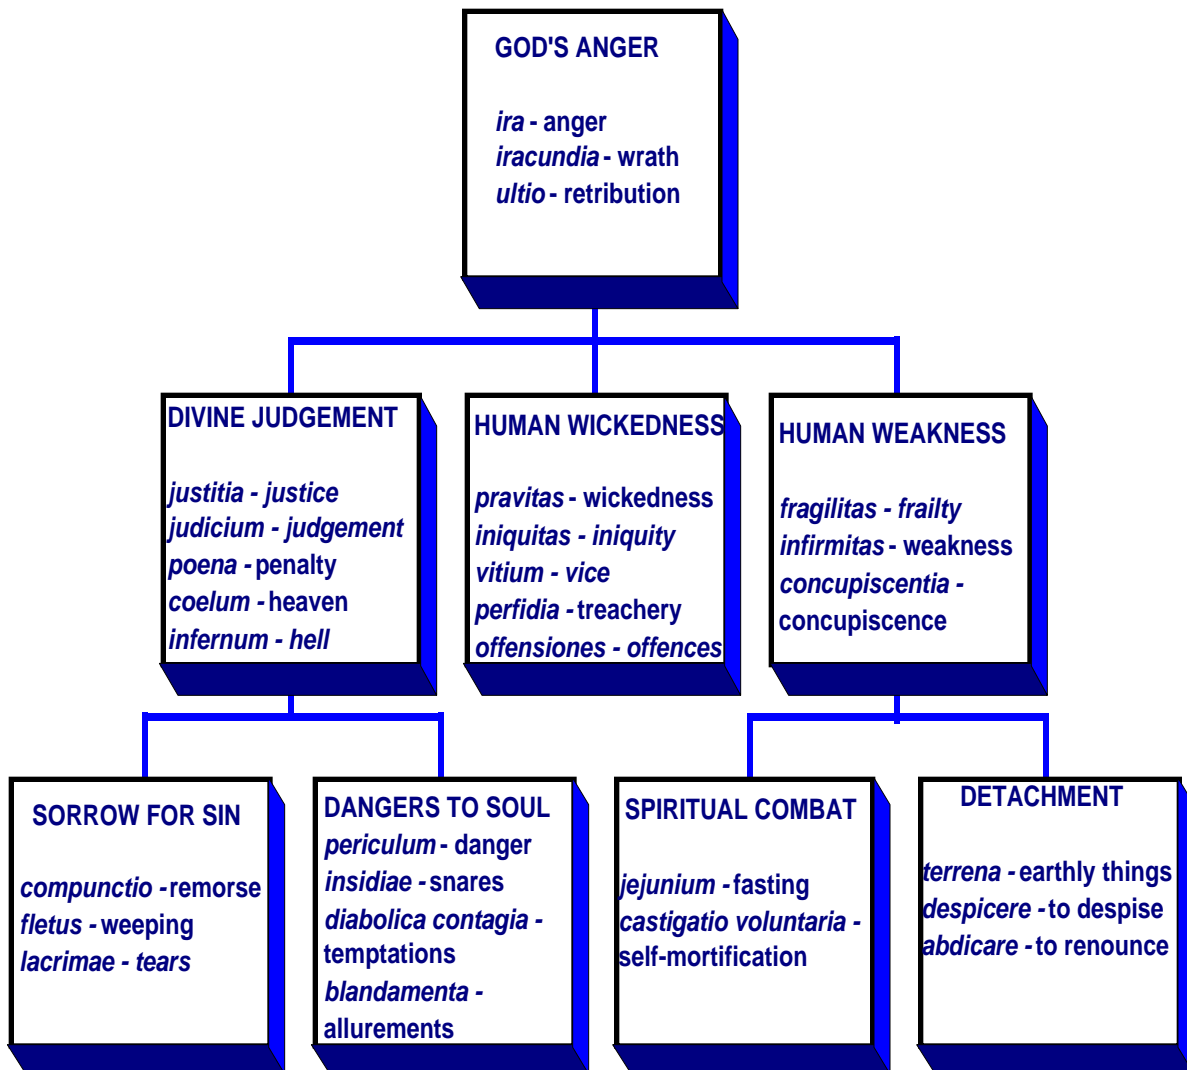 GOD'S ANGER
ira - anger
iracundia - wrath
ultio - retribution
DIVINE JUDGEMENT
justitia - justice
judicium - judgement
poena - penalty
coelum - heaven
infernum - hell
HUMAN WICKEDNESS
pravitas - wickedness
iniquitas - iniquity
vitium - vice
perfidia - treachery
offensiones - offences
HUMAN WEAKNESS
fragilitas - frailty
infirmitas - weakness
concupiscentia -
concupiscence
SORROW FOR SIN
compunctio - remorse
fletus - weeping
lacrimae - tears
DANGERS TO SOUL
periculum - danger
insidiae - snares
diabolica contagia -
temptations
blandamenta -
allurements
SPIRITUAL COMBAT
jejunium - fasting
castigatio voluntaria -
self-mortification
DETACHMENT
terrena - earthly things
despicere - to despise
abdicare - to renounce